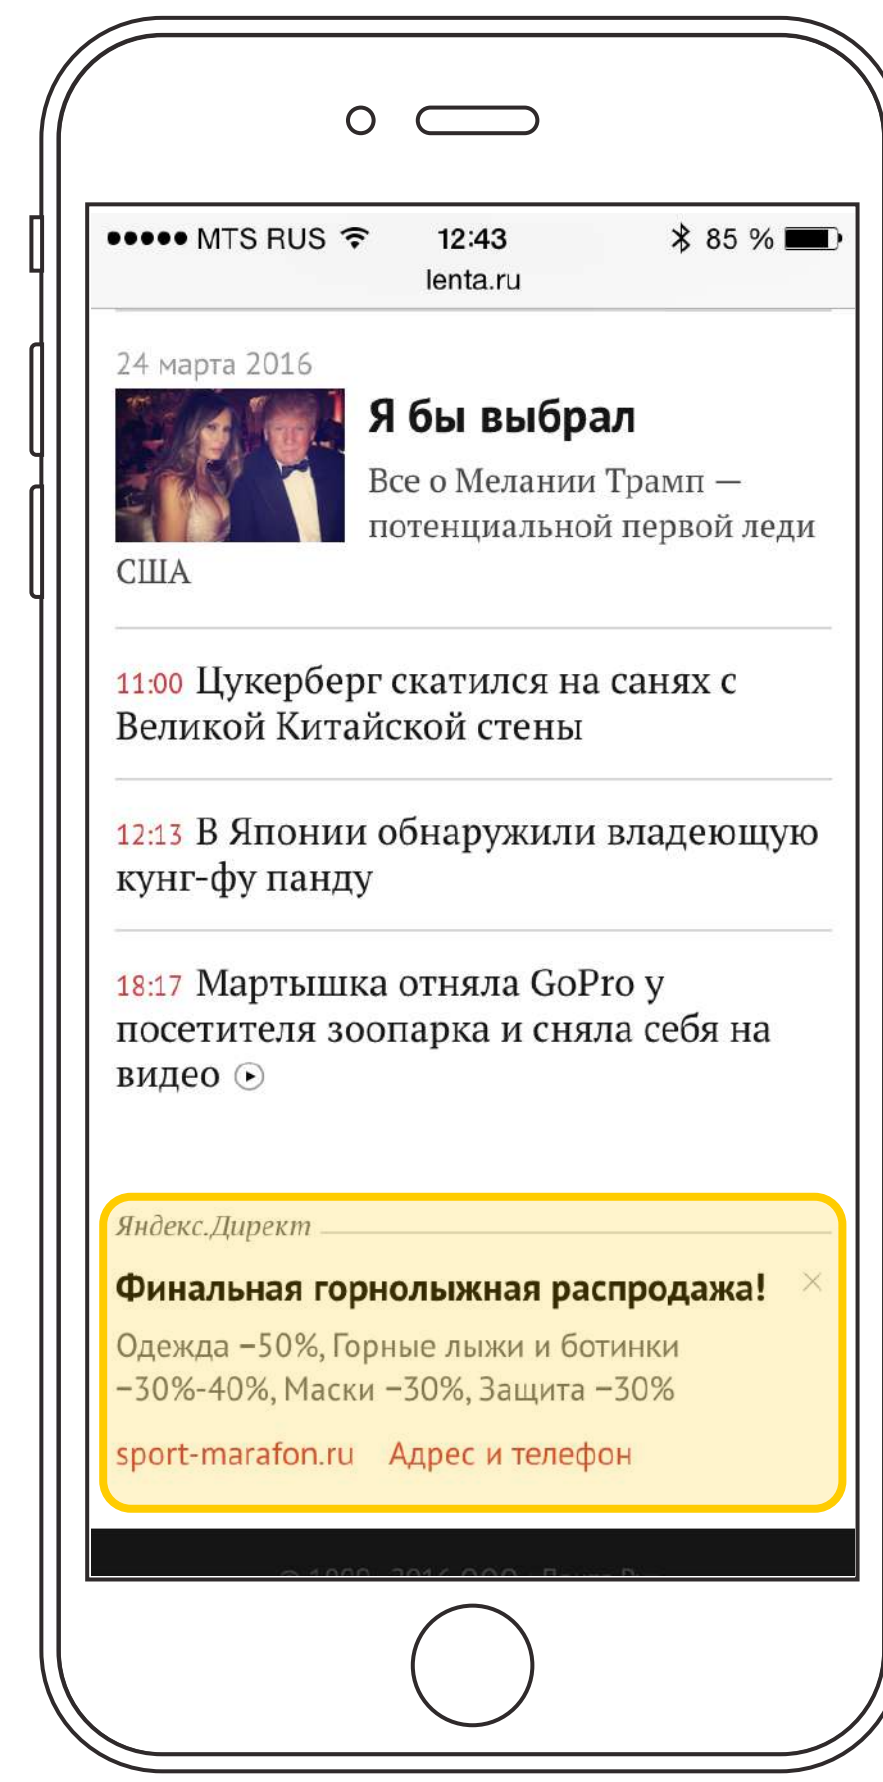 MTS RUS 12:43 85 %
lenta.ru
24 марта 2016
Я бы выбрал
Все о Мелании Трамп —
потенциальной первой леди
США
11:00 Цукерберг скатился на санях с
Великой Китайской стены
12:13 В Японии обнаружили владеющую
кунг-фу панду
18:17 Мартышка отняла GoPro у
посетителя зоопарка и сняла себя на
видео
Яндекс.Директ
Финальная горнолыжная распродажа!
Одежда –50%, Горные лыжи и ботинки
–30%-40%, Маски –30%, Защита –30%
sport-marafon.ru Адрес и телефон